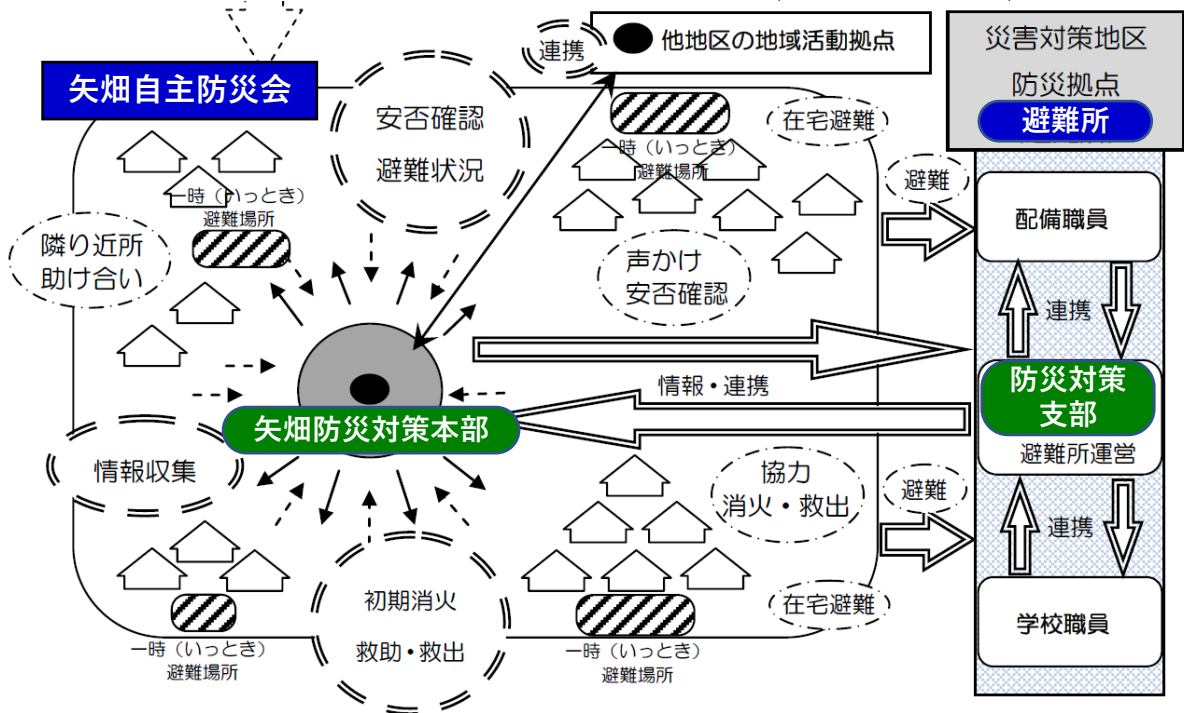 連携
他地区の地域活動拠点
災害対策地区
防災拠点
避難所
矢畑自主防災会
安否確認
避難状況
一時（いっとき）
避難場所
在宅避難
一時（いっとき）
避難場所
隣り近所
助け合い
声かけ
安否確認
避難
配備職員
連携
情報・連携
防災対策
支部
避難所運営
矢畑防災対策本部
情報収集
協力
消火・救出
避難
連携
初期消火
救助・救出
在宅避難
学校職員
一時（いっとき）
避難場所
一時（いっとき）
避難場所